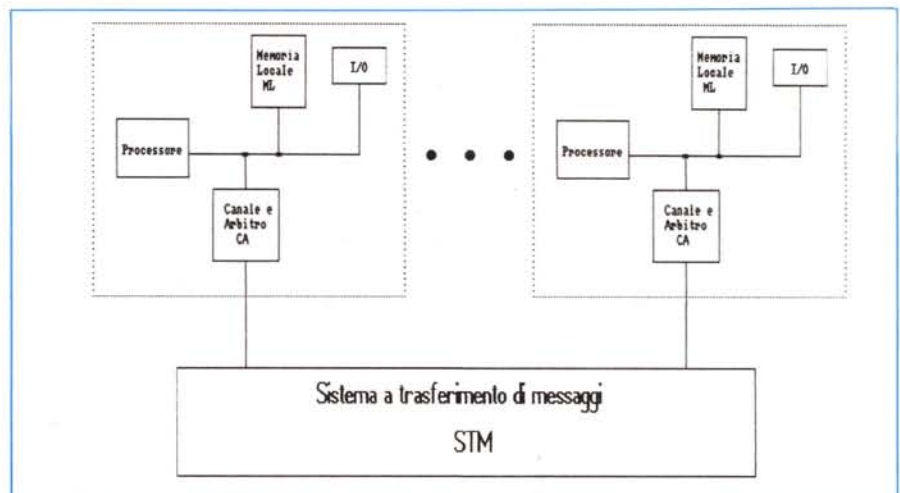 Memoria
Locale
ML
I/O
Processore
Canale e
Arbitro
CA
Memoria
Locale
ML
I/O
Processore
Canale e
Arbitro
CA
Sistema a trasferimento di messaggi
STM